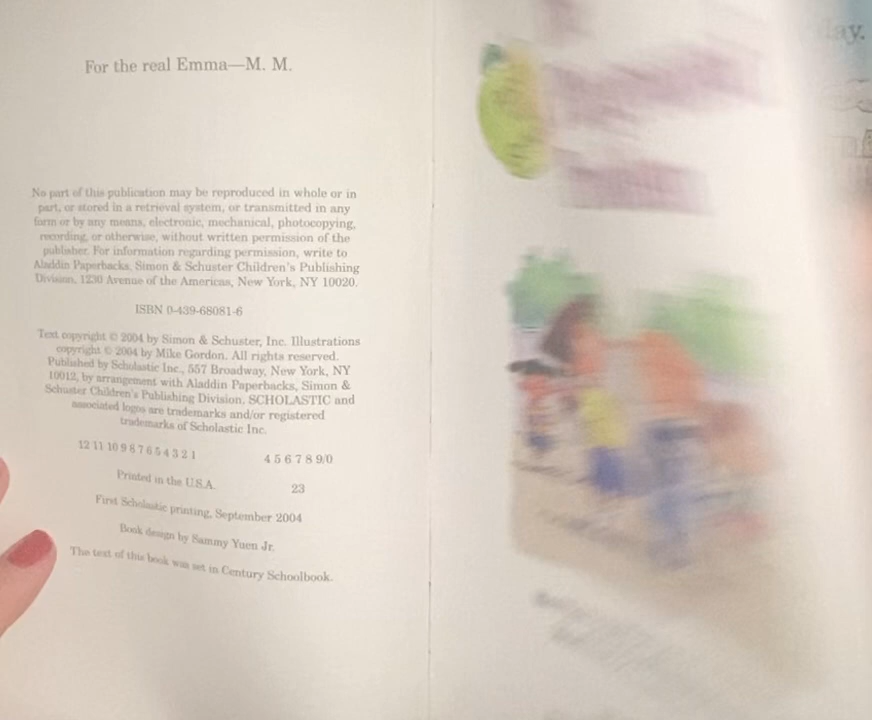 For the real Emma—M. M.
No part of this publication may be reproduced in whole or in
part, or stored in a retrieval system, or transmitted in any
form or by any means, electronic, mechanical, photocopying,
recording, or otherwise, without written permission of the
publisher. For information regarding permission, write to
Aladdin Paperbacks, Simon & Schuster Children's Publishing
Division, 1230 Avenue of the Americas, New York, NY 10020.
ISBN 0-439-68081-6
Text copyright © 2004 by Simon & Schuster, Inc. Illustrations
copyright © 2004 by Mike Gordon. All rights reserved.
Published by Scholastic Inc., 557 Broadway, New York, NY
10012, by arrangement with Aladdin Paperbacks, Simon &
Schuster Children's Publishing Division. SCHOLASTIC and
associated logos are trademarks and/or registered
trademarks of Scholastic Inc.
12 11 10 9 8 7 6 5 4 3 2 1 4 5 6 7 8 9/0
Printed in the U.S.A. 23
First Scholastic printing, September 2004
Book design by Sammy Yuen Jr.
The text of this book was set in Century Schoolbook.